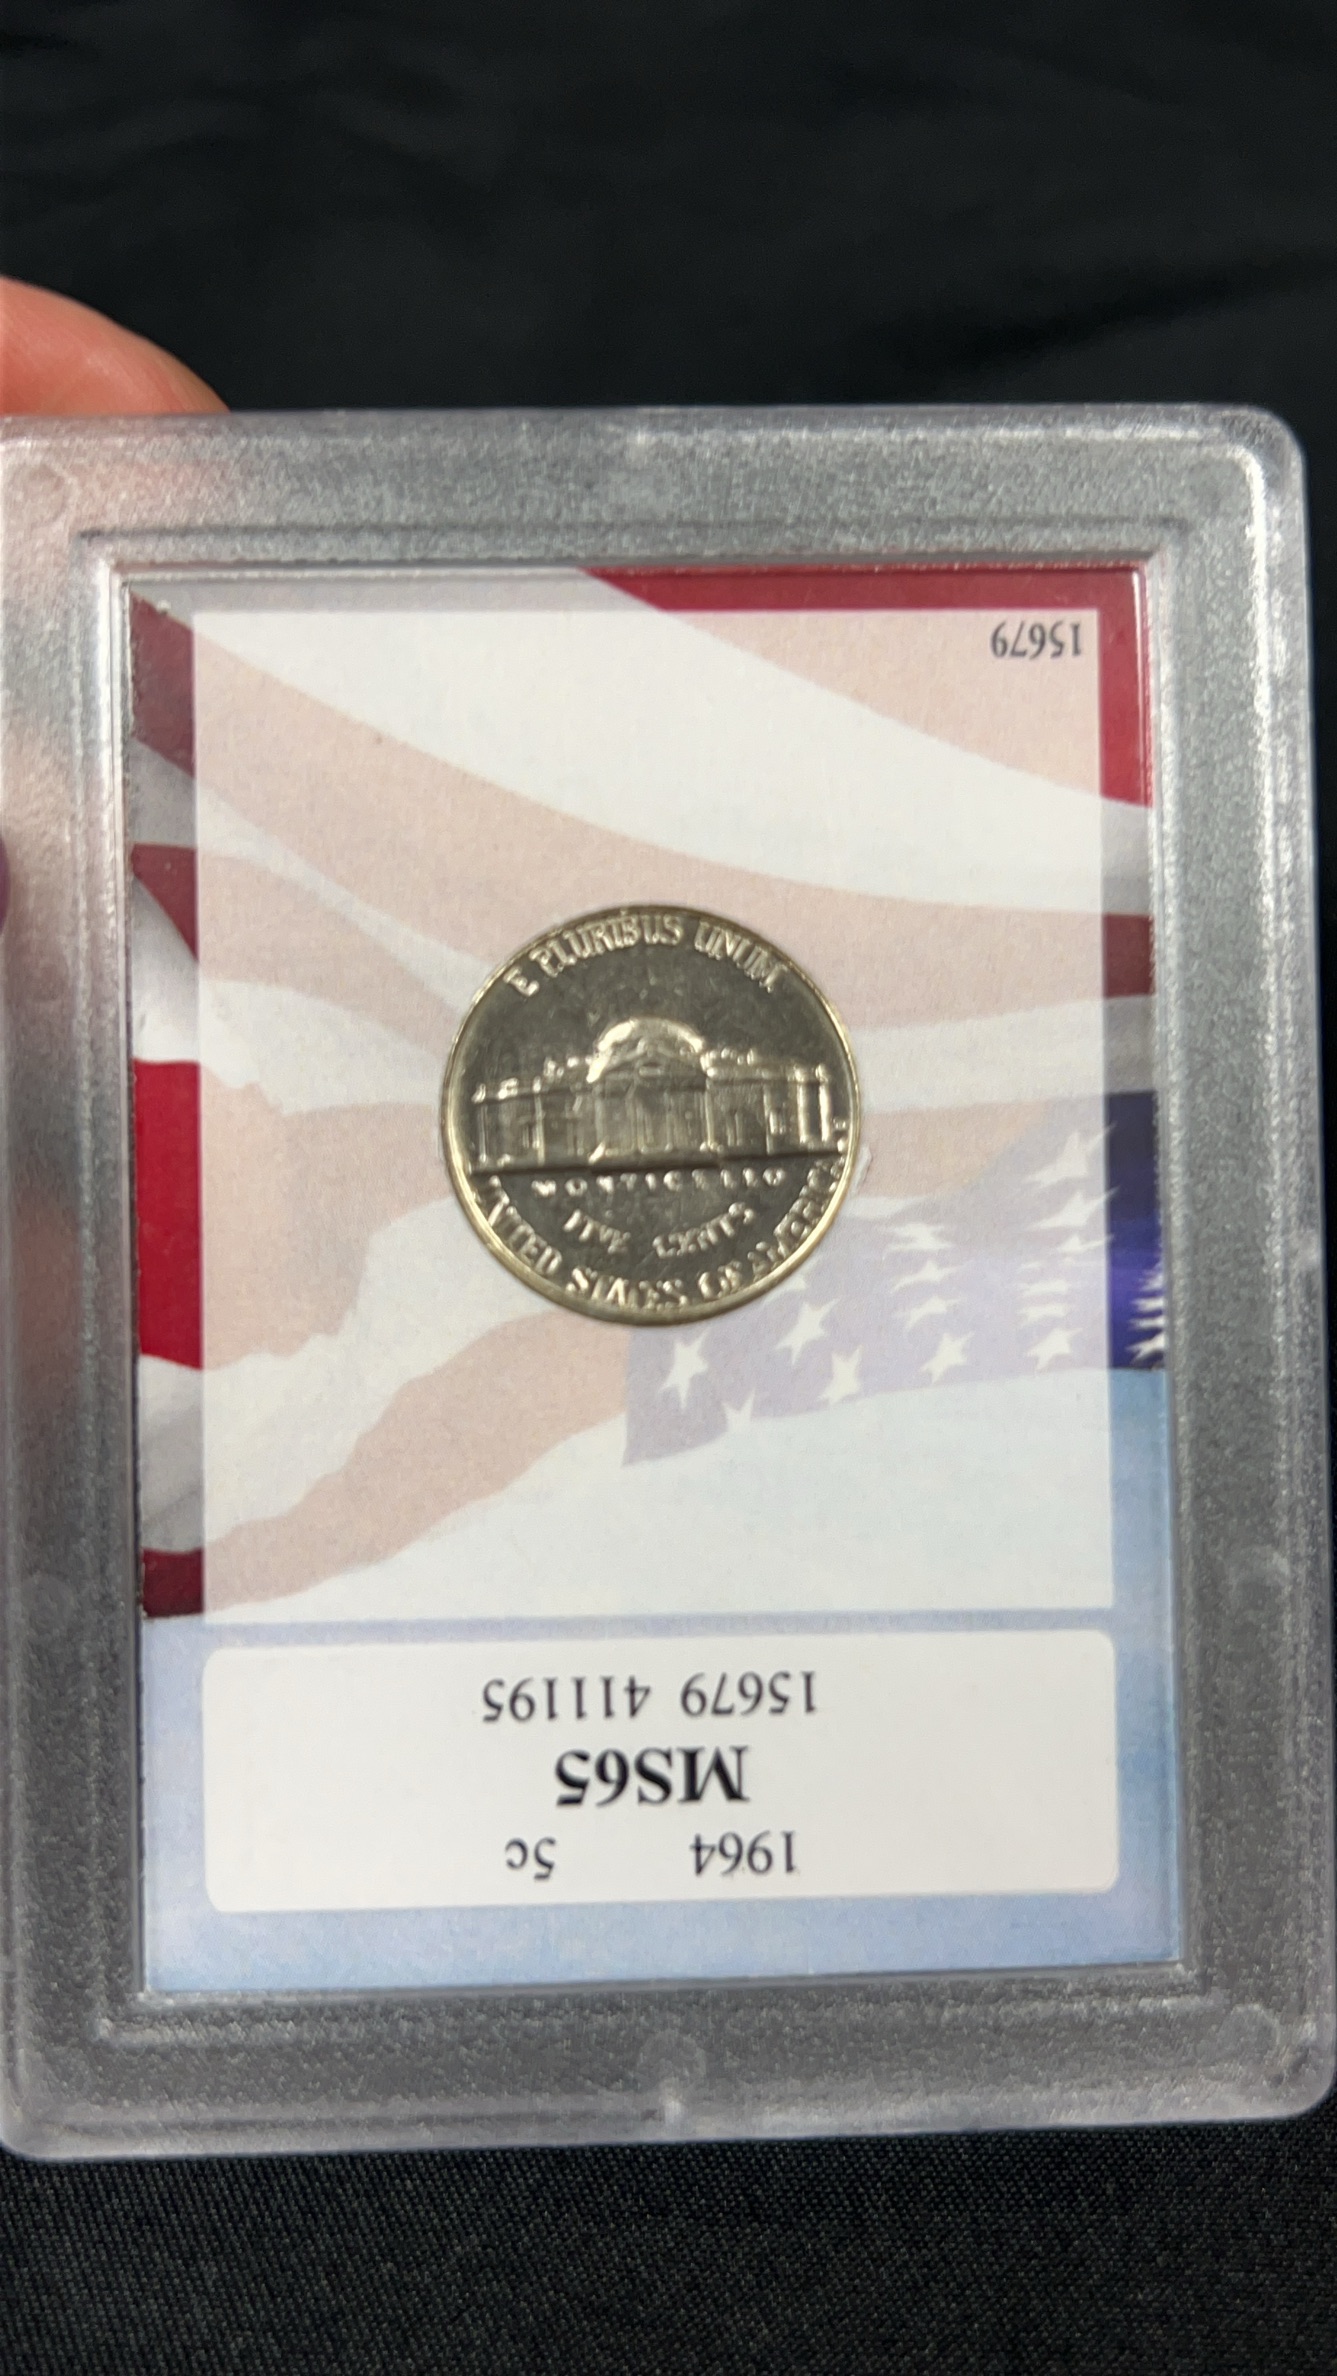 1964 5c
MS65
15679 411195
E PLURIBUS UNUM
MONTICELLO
FIVE CENTS
UNITED STATES OF AMERICA
15679